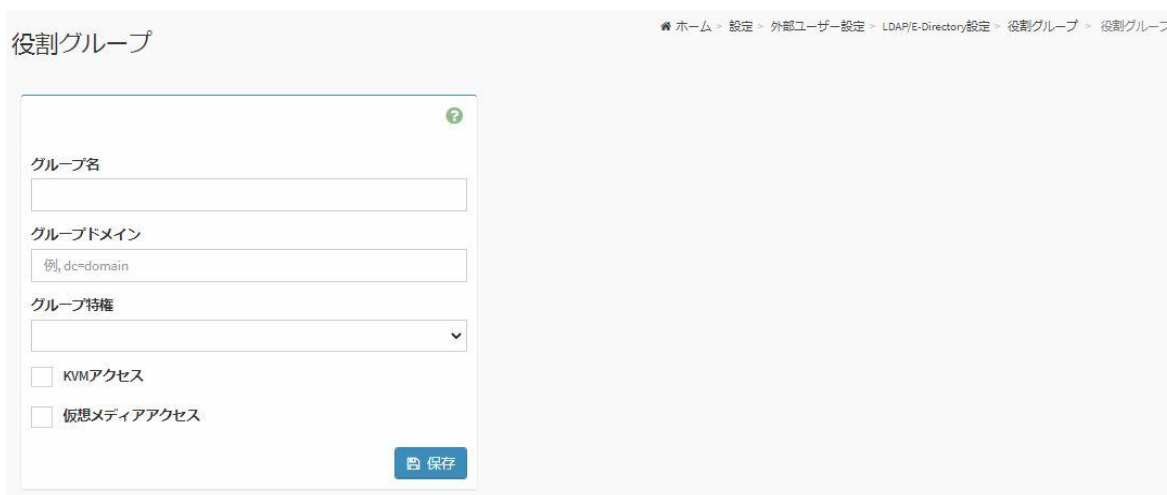 ホーム > 設定 > 外部ユーザー設定 > LDAP/E-Directory設定 > 役割グループ > 役割グループ
役割グループ
グループ名
グループドメイン
例, dc=domain
グループ特権
KVMアクセス
仮想メディアアクセス
保存